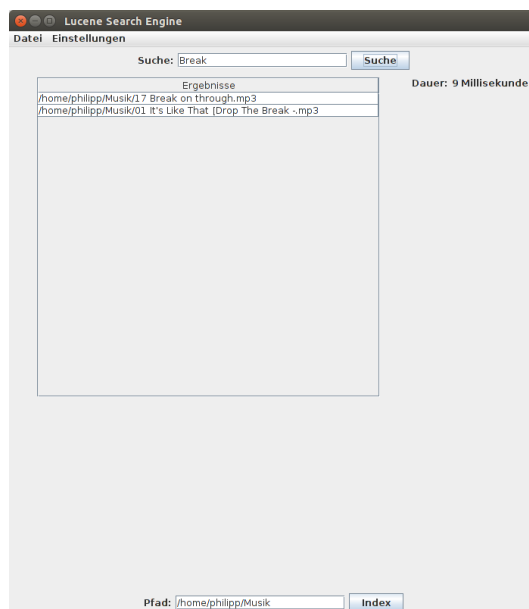 Lucene Search Engine
Datei Einstellungen
Suche: Break Suche
Ergebnisse
Dauer: 9 Millisekunde
/home/philipp/Musik/17 Break on through.mp3
/home/philipp/Musik/01 It's Like That [Drop The Break -.mp3
Pfad: /home/philipp/Musik Index